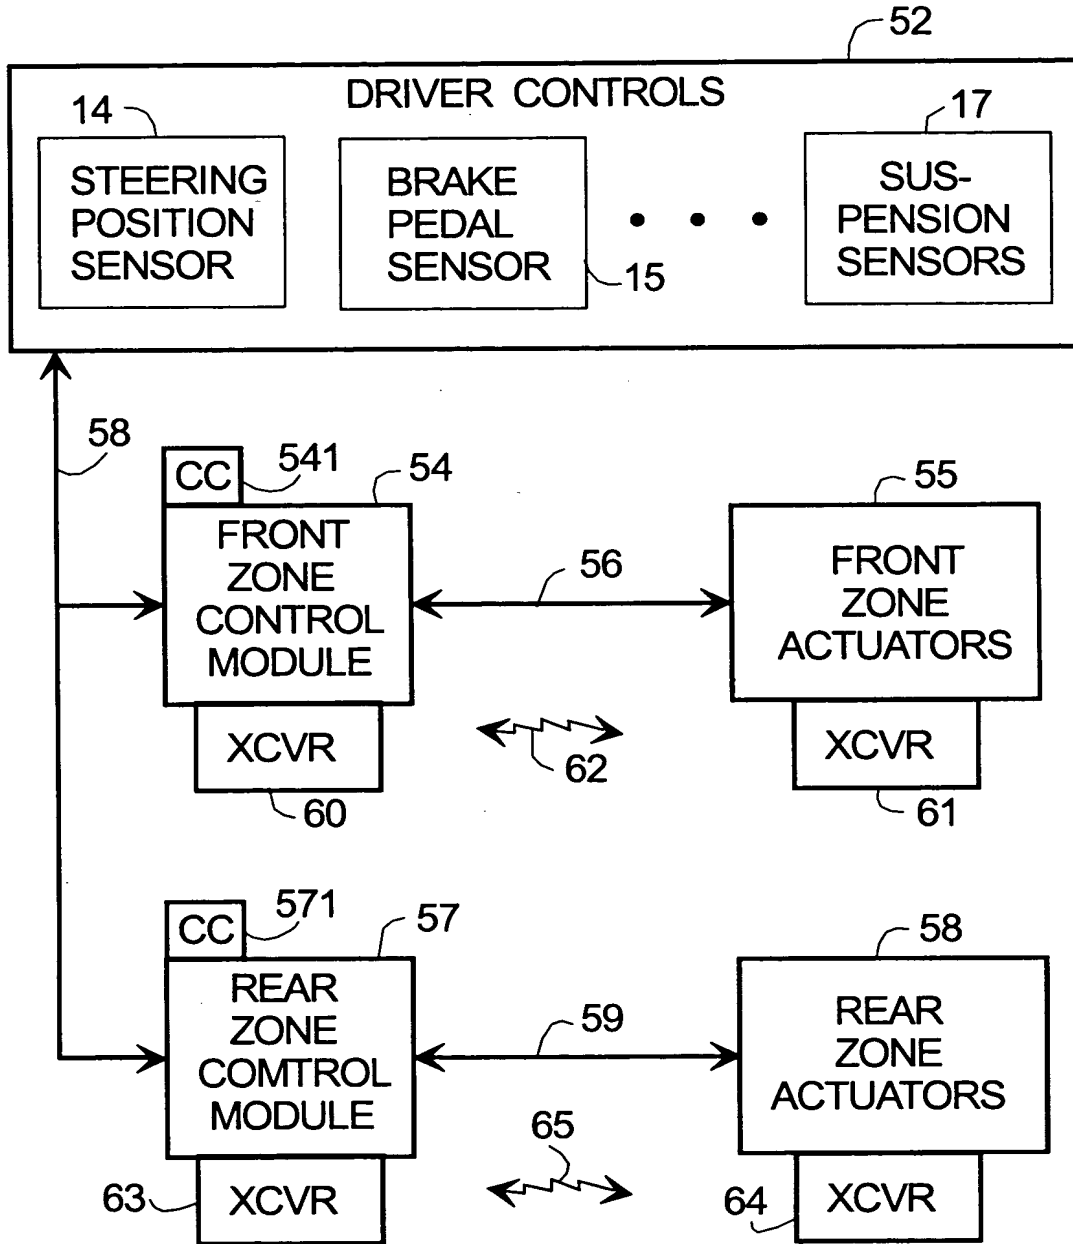 52
DRIVER CONTROLS
14
STEERING
POSITION
SENSOR
BRAKE
PEDAL
SENSOR
15
17
SUS-
PENSION
SENSORS
58
CC
541
54
FRONT
ZONE
CONTROL
MODULE
56
55
FRONT
ZONE
ACTUATORS
XCVR
60
62
XCVR
61
CC
571
57
REAR
ZONE
COMTROL
MODULE
59
58
REAR
ZONE
ACTUATORS
63
XCVR
65
64
XCVR